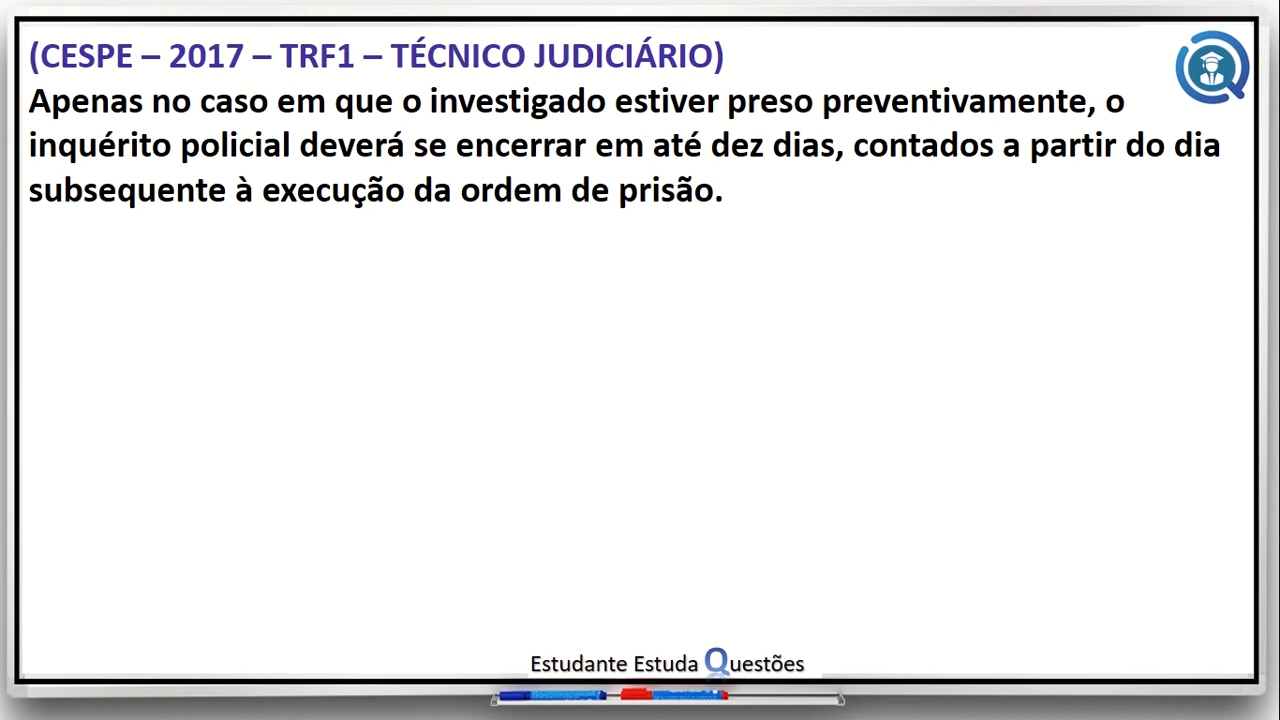 (CESPE – 2017 – TRF1 – TÉCNICO JUDICIÁRIO)
Apenas no caso em que o investigado estiver preso preventivamente, o
inquérito policial deverá se encerrar em até dez dias, contados a partir do dia
subsequente à execução da ordem de prisão.
Estudante Estuda Questões